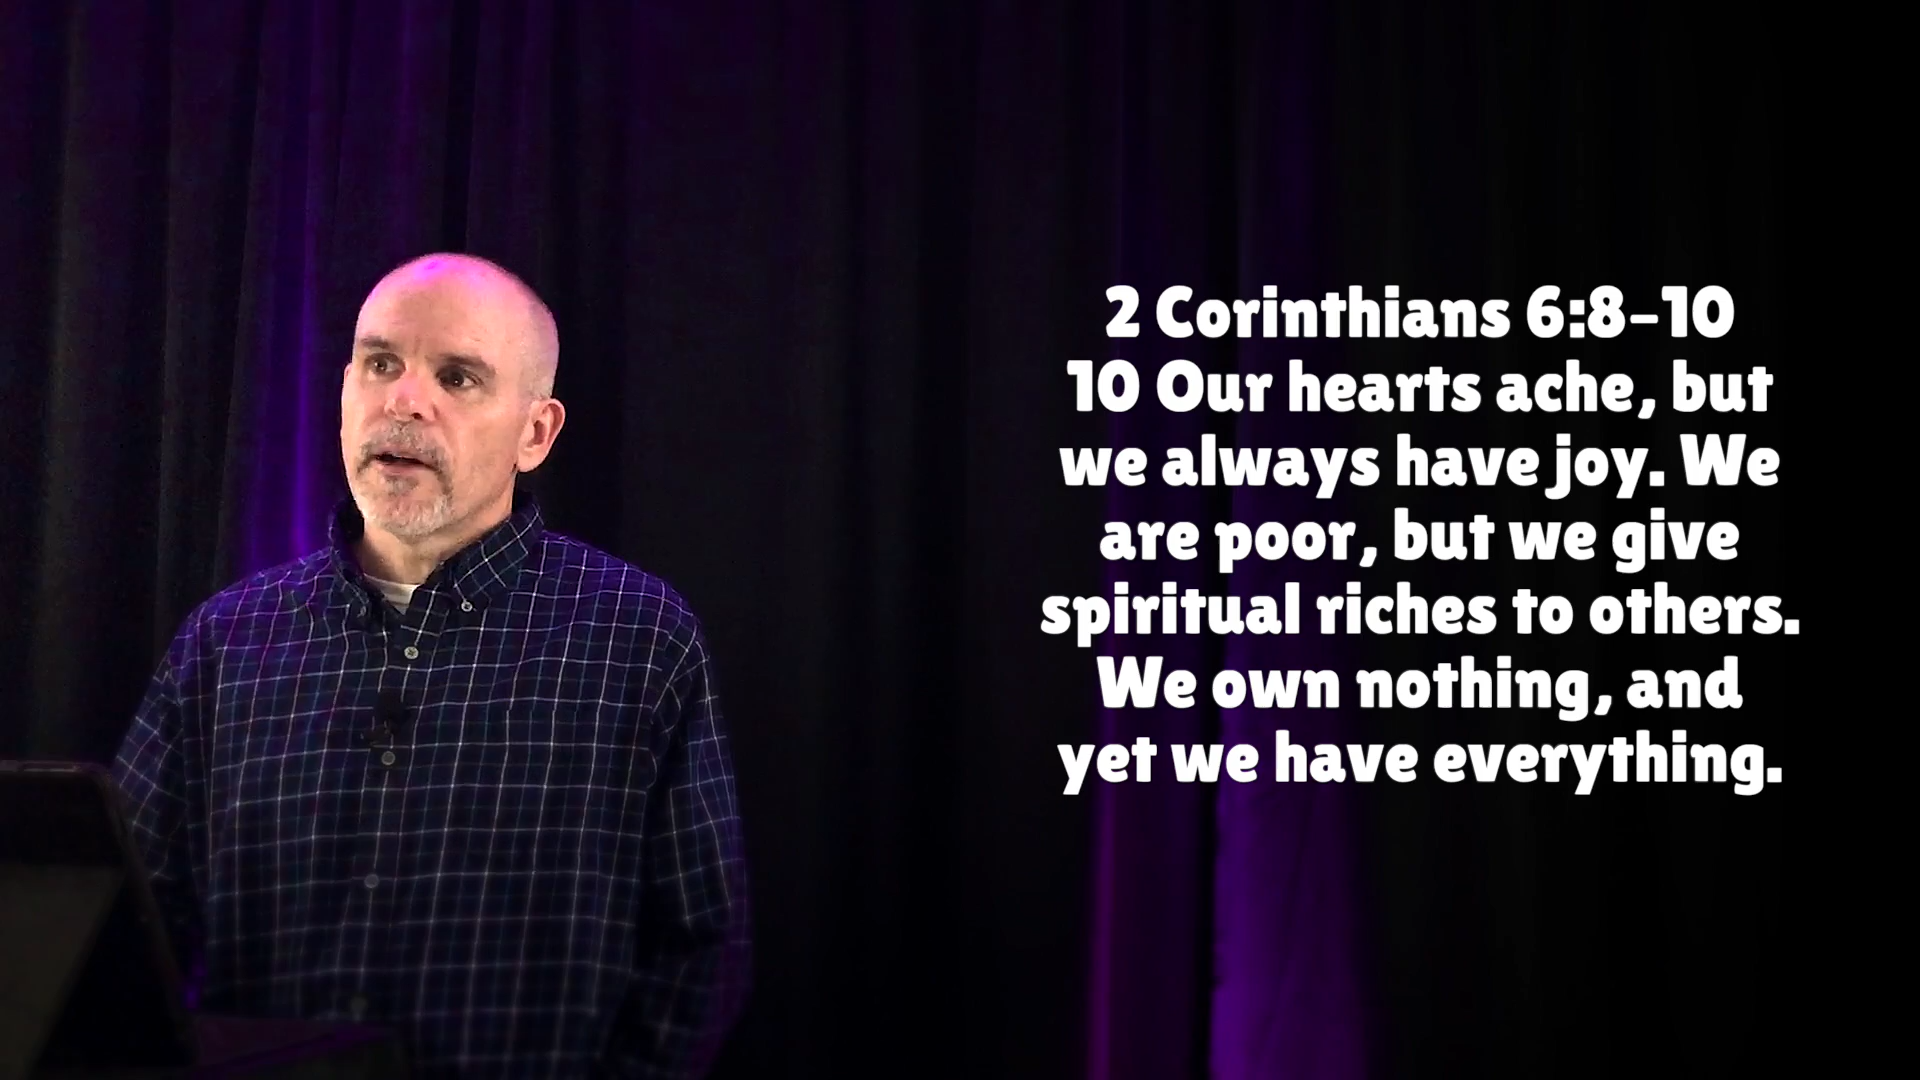 2 Corinthians 6:8-10
10 Our hearts ache, but
we always have joy. We
are poor, but we give
spiritual riches to others.
We own nothing, and
yet we have everything.